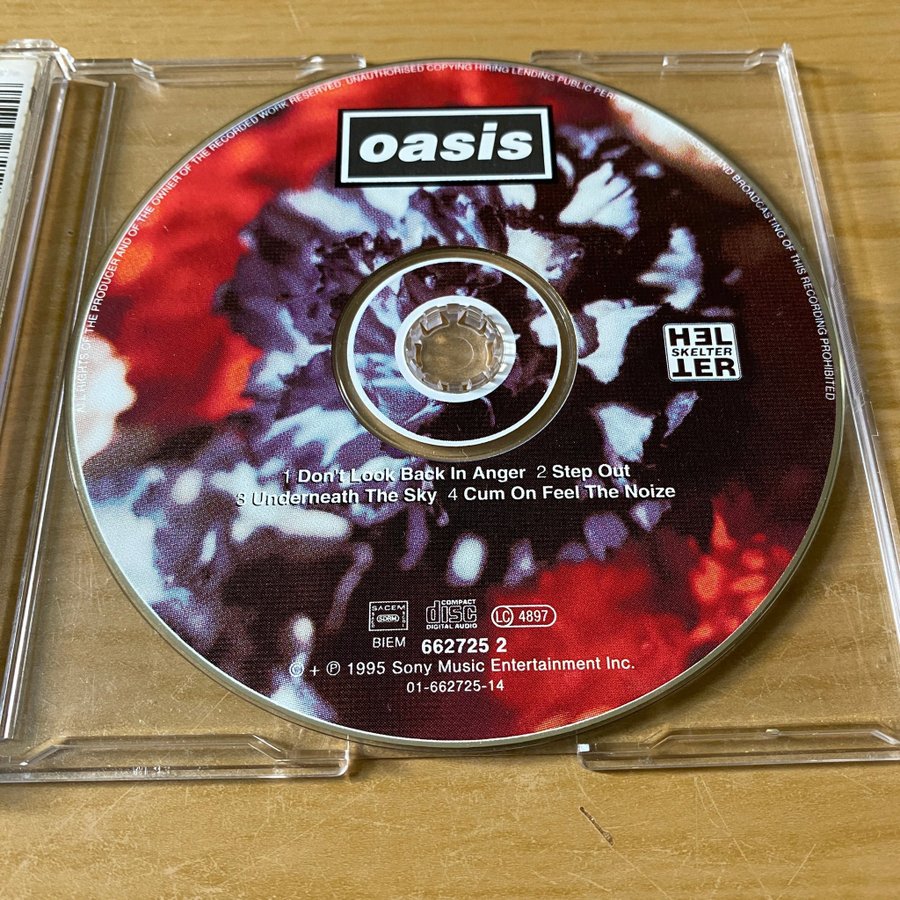 ALL RIGHTS OF THE PRODUCER AND OF THE OWNER OF THE RECORDED WORK RESERVED. UNAUTHORISED COPYING HIRING LENDING PUBLIC PERF
AND BROADCASTING OF THIS RECORDING PROHIBITED
oasis
HEL
SKELTER
TER
1 Don't Look Back In Anger 2 Step Out
3 Underneath The Sky 4 Cum On Feel The Noize
SACEM
SDRM
COMPACT
disc
DIGITAL AUDIO
LC 4897
BIEM 662725 2
© + ℗ 1995 Sony Music Entertainment Inc.
01-662725-14